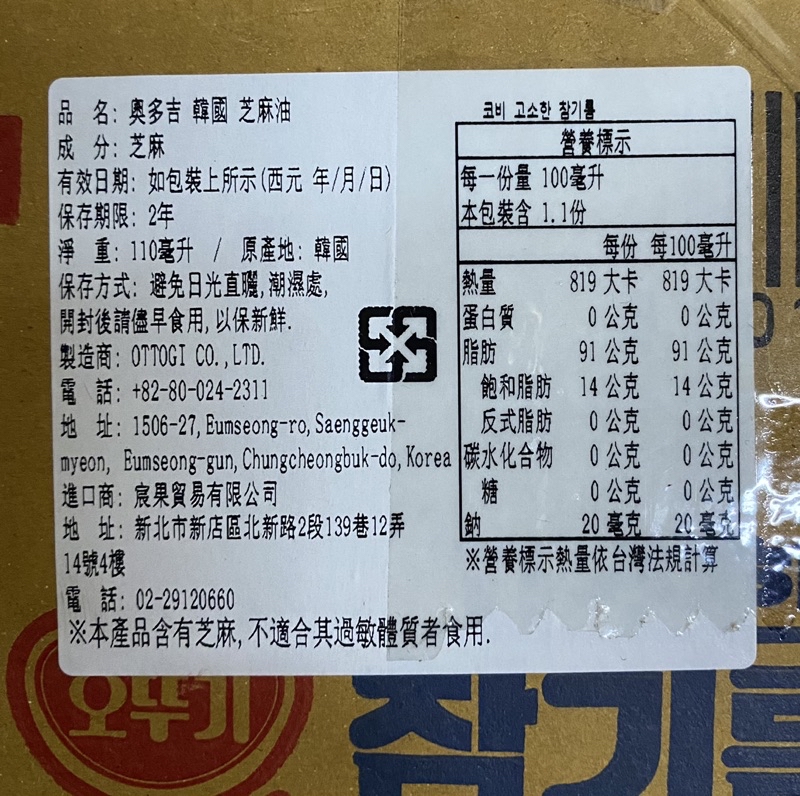 品 名: 奧多吉 韓國 芝麻油
成 分: 芝麻
有效日期: 如包裝上所示(西元 年/月/日)
保存期限: 2年
淨 重: 110毫升 / 原產地: 韓國
保存方式: 避免日光直曬,潮濕處,
開封後請儘早食用,以保新鮮.
製造商: OTTOGI CO.,LTD.
電 話: +82-80-024-2311
地 址: 1506-27,Eumseong-ro,Saenggeuk-
myeon, Eumseong-gun,Chungcheongbuk-do,Korea
進口商: 宸果貿易有限公司
地 址: 新北市新店區北新路2段139巷12弄
14號4樓
電 話: 02-29120660
※本產品含有芝麻,不適合其過敏體質者食用.
코비 고소한 참기름
營養標示
每一份量 100毫升
本包裝含 1.1份
每份 每100毫升
熱量 819 大卡 819 大卡
蛋白質 0 公克 0 公克
脂肪 91 公克 91 公克
飽和脂肪 14 公克 14 公克
反式脂肪 0 公克 0 公克
碳水化合物 0 公克 0 公克
糖 0 公克 0 公克
鈉 20 毫克 20 毫克
※營養標示熱量依台灣法規計算
오뚜기
참기름